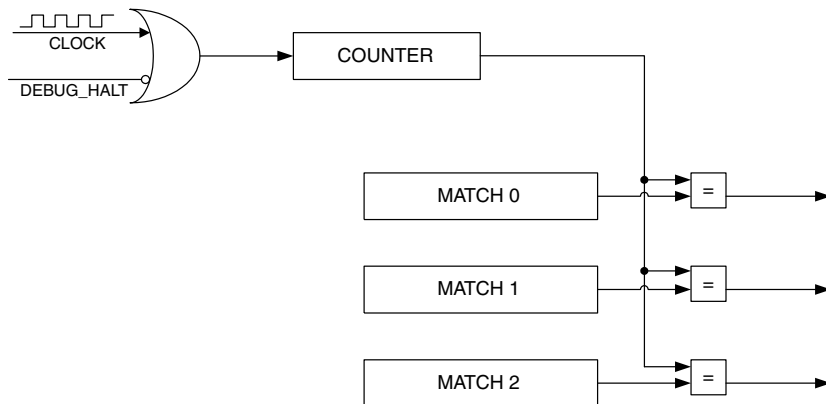 CLOCK
DEBUG_HALT
COUNTER
MATCH 0
=
MATCH 1
=
MATCH 2
=